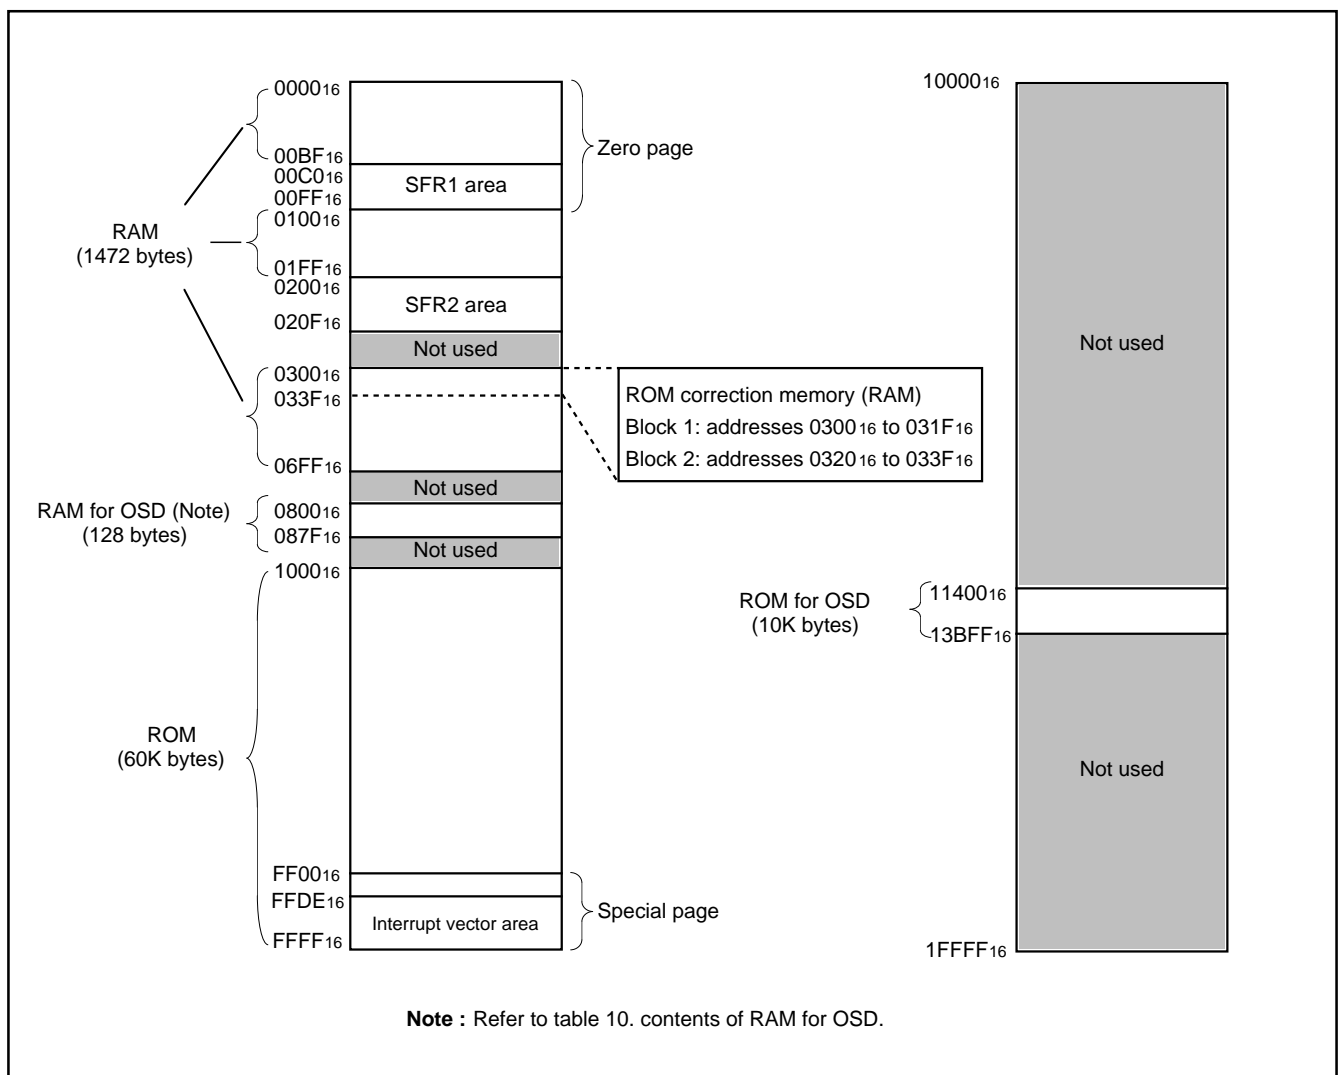 0000₁₆
00BF₁₆
00C0₁₆
00FF₁₆
SFR1 area
Zero page
0100₁₆
01FF₁₆
RAM
(1472 bytes)
0200₁₆
SFR2 area
020F₁₆
Not used
0300₁₆
033F₁₆
06FF₁₆
ROM correction memory (RAM)
Block 1: addresses 0300₁₆ to 031F₁₆
Block 2: addresses 0320₁₆ to 033F₁₆
Not used
RAM for OSD (Note)
(128 bytes)
0800₁₆
087F₁₆
Not used
1000₁₆
ROM
(60K bytes)
FF00₁₆
FFDE₁₆
Interrupt vector area
FFFF₁₆
Special page
10000₁₆
Not used
ROM for OSD
(10K bytes)
11400₁₆
13BFF₁₆
Not used
1FFFF₁₆
Note : Refer to table 10. contents of RAM for OSD.